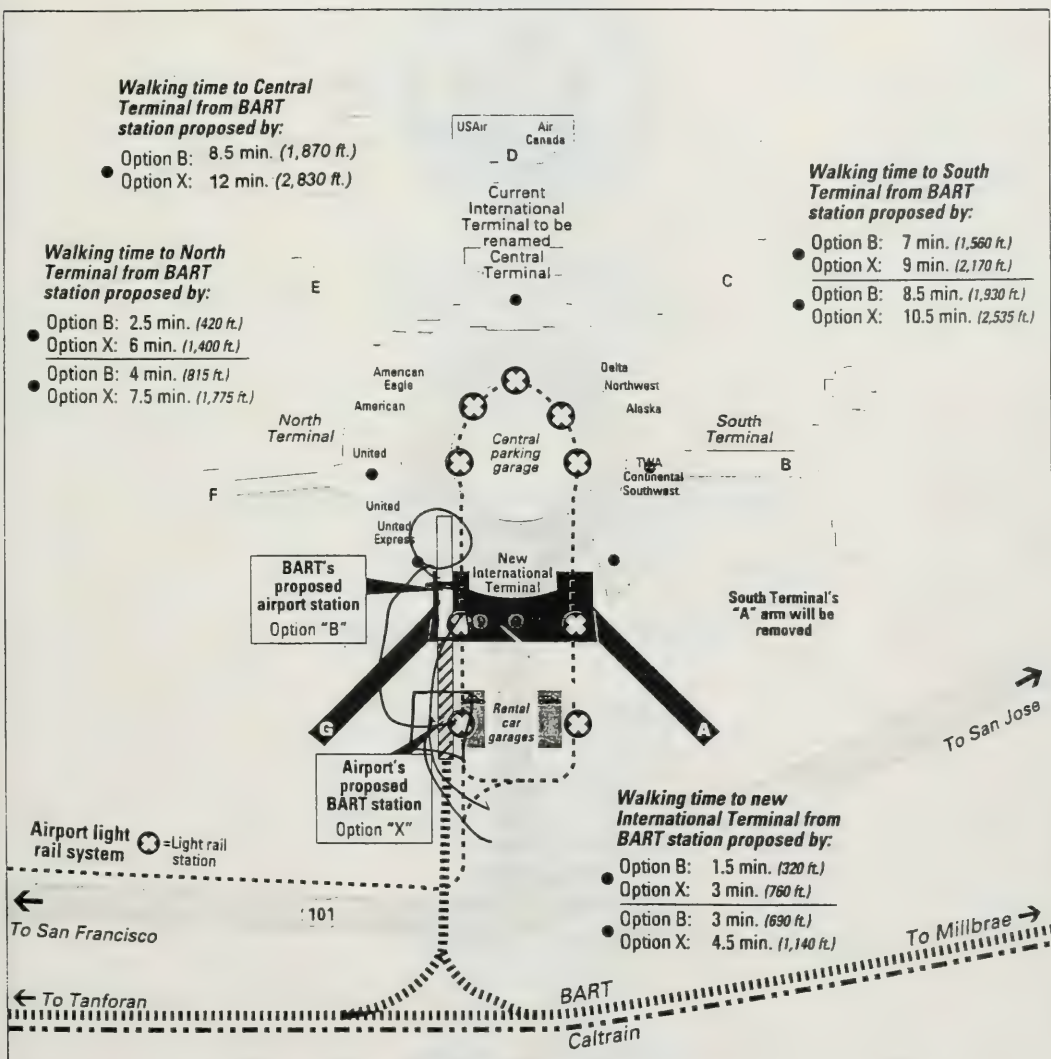 Walking time to Central
Terminal from BART
station proposed by:
Option B: 8.5 min. (1,870 ft.)
Option X: 12 min. (2,830 ft.)
USAir
Air
Canada
D
Current
International
Terminal to be
renamed
Central
Terminal
Walking time to South
Terminal from BART
station proposed by:
Option B: 7 min. (1,560 ft.)
Option X: 9 min. (2,170 ft.)
Option B: 8.5 min. (1,930 ft.)
Option X: 10.5 min. (2,535 ft.)
Walking time to North
Terminal from BART
station proposed by:
Option B: 2.5 min. (420 ft.)
Option X: 6 min. (1,400 ft.)
Option B: 4 min. (815 ft.)
Option X: 7.5 min. (1,775 ft.)
E
C
American
Eagle
American
North
Terminal
United
F
United
United
Express
Delta
Northwest
Alaska
South
Terminal
B
TWA
Continental
Southwest
Central
parking
garage
New
International
Terminal
BART's
proposed
airport station
Option "B"
South Terminal's
"A" arm will be
removed
G
A
Rental
car
garages
To San Jose
Airport's
proposed
BART station
Option "X"
Airport light
rail system
=Light rail
station
Walking time to new
International Terminal from
BART station proposed by:
Option B: 1.5 min. (320 ft.)
Option X: 3 min. (760 ft.)
Option B: 3 min. (690 ft.)
Option X: 4.5 min. (1,140 ft.)
101
To San Francisco
To Millbrae
To Tanforan
BART
Caltrain